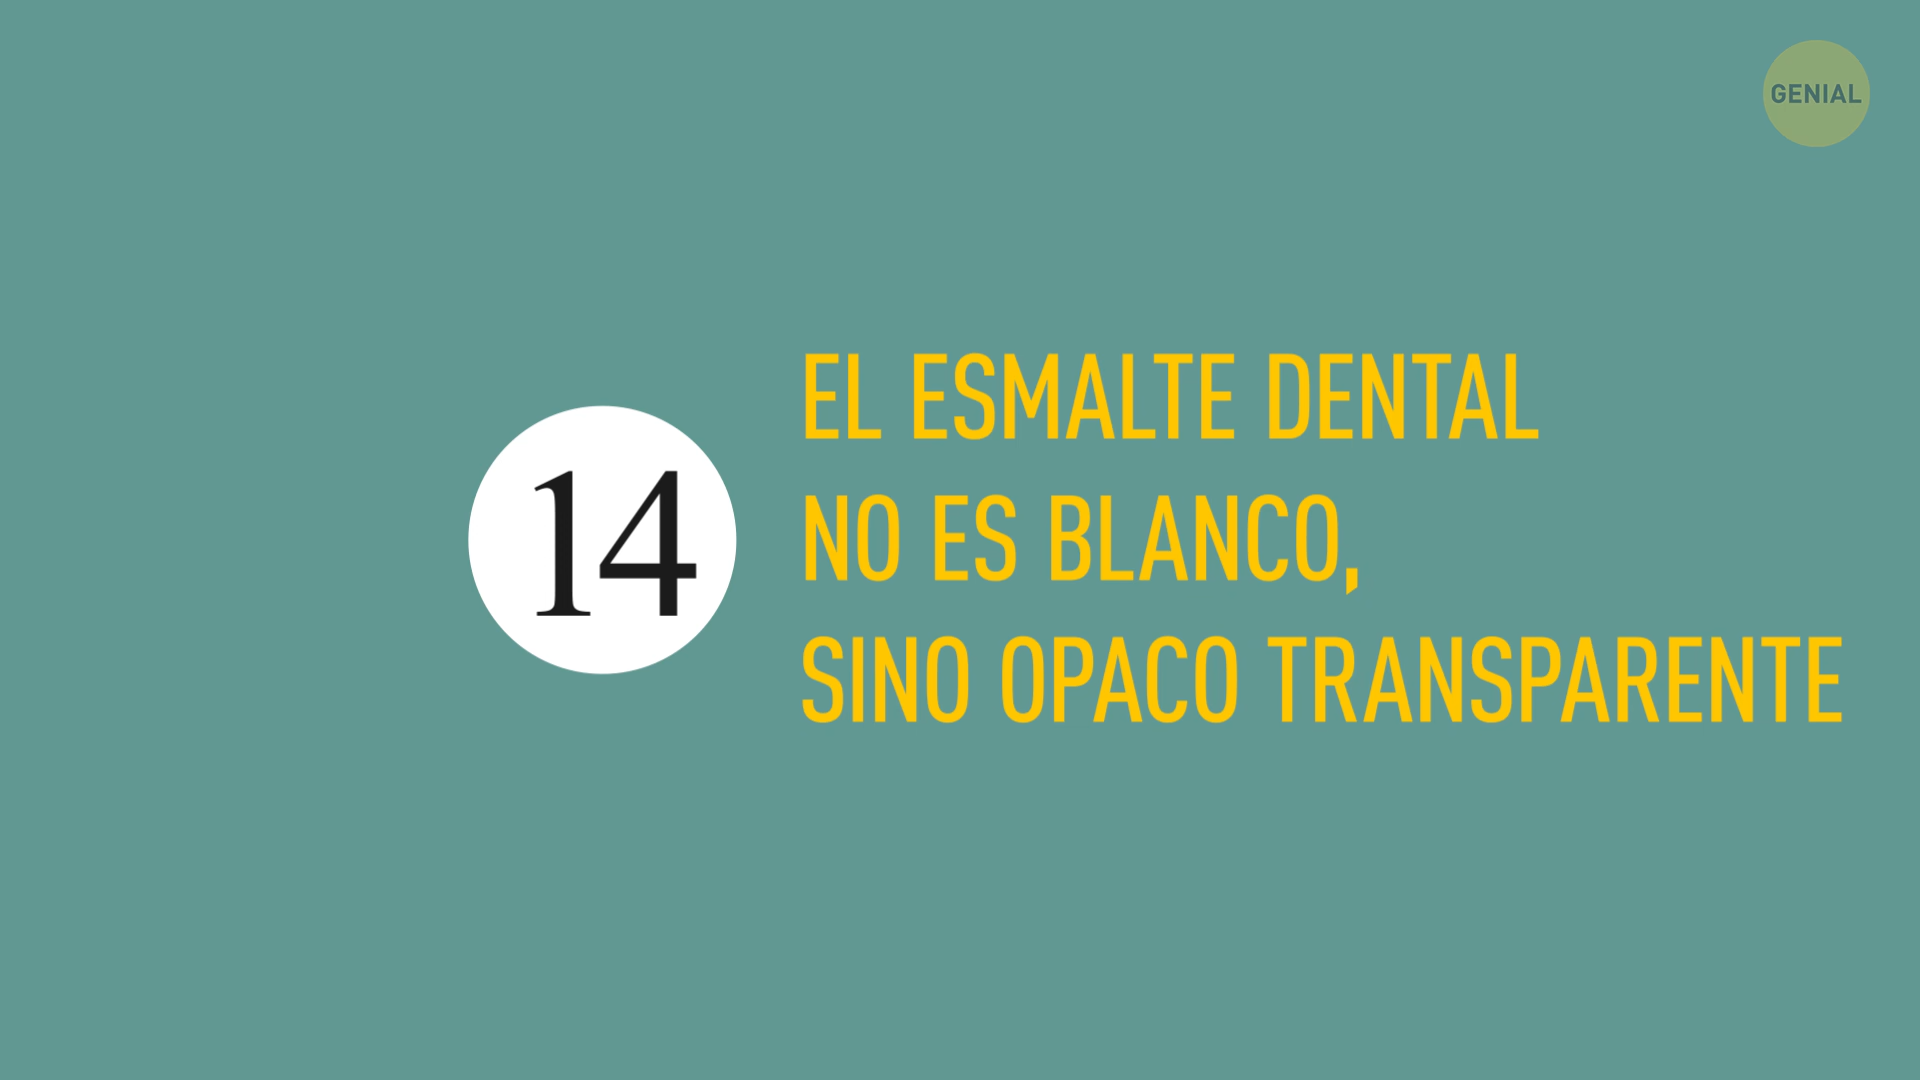 GENIAL
14
EL ESMALTE DENTAL
NO ES BLANCO,
SINO OPACO TRANSPARENTE